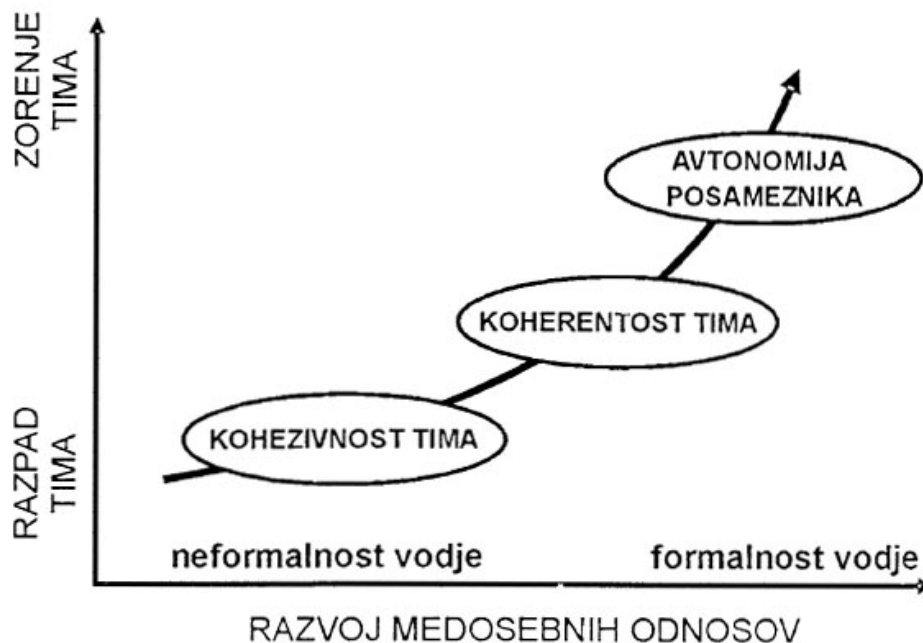 ZORENJE
TIMA
AVTONOMIJA
POSAMEZNIKA
KOHERENTOST TIMA
KOHEZIVNOST TIMA
RAZPAD
TIMA
neformalnost vodje
formalnost vodje
RAZVOJ MEDOSEBNIH ODNOSOV